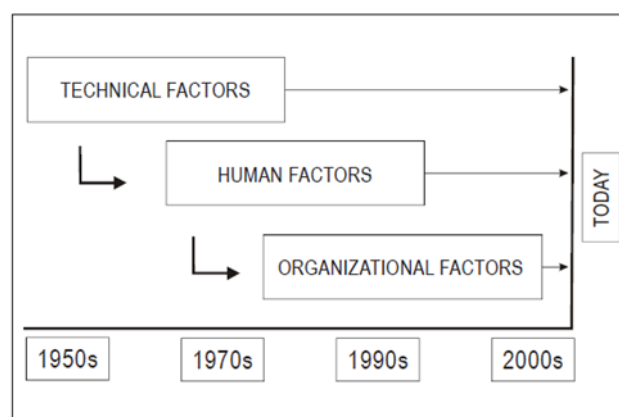 TECHNICAL FACTORS
HUMAN FACTORS
ORGANIZATIONAL FACTORS
TODAY
1950s
1970s
1990s
2000s